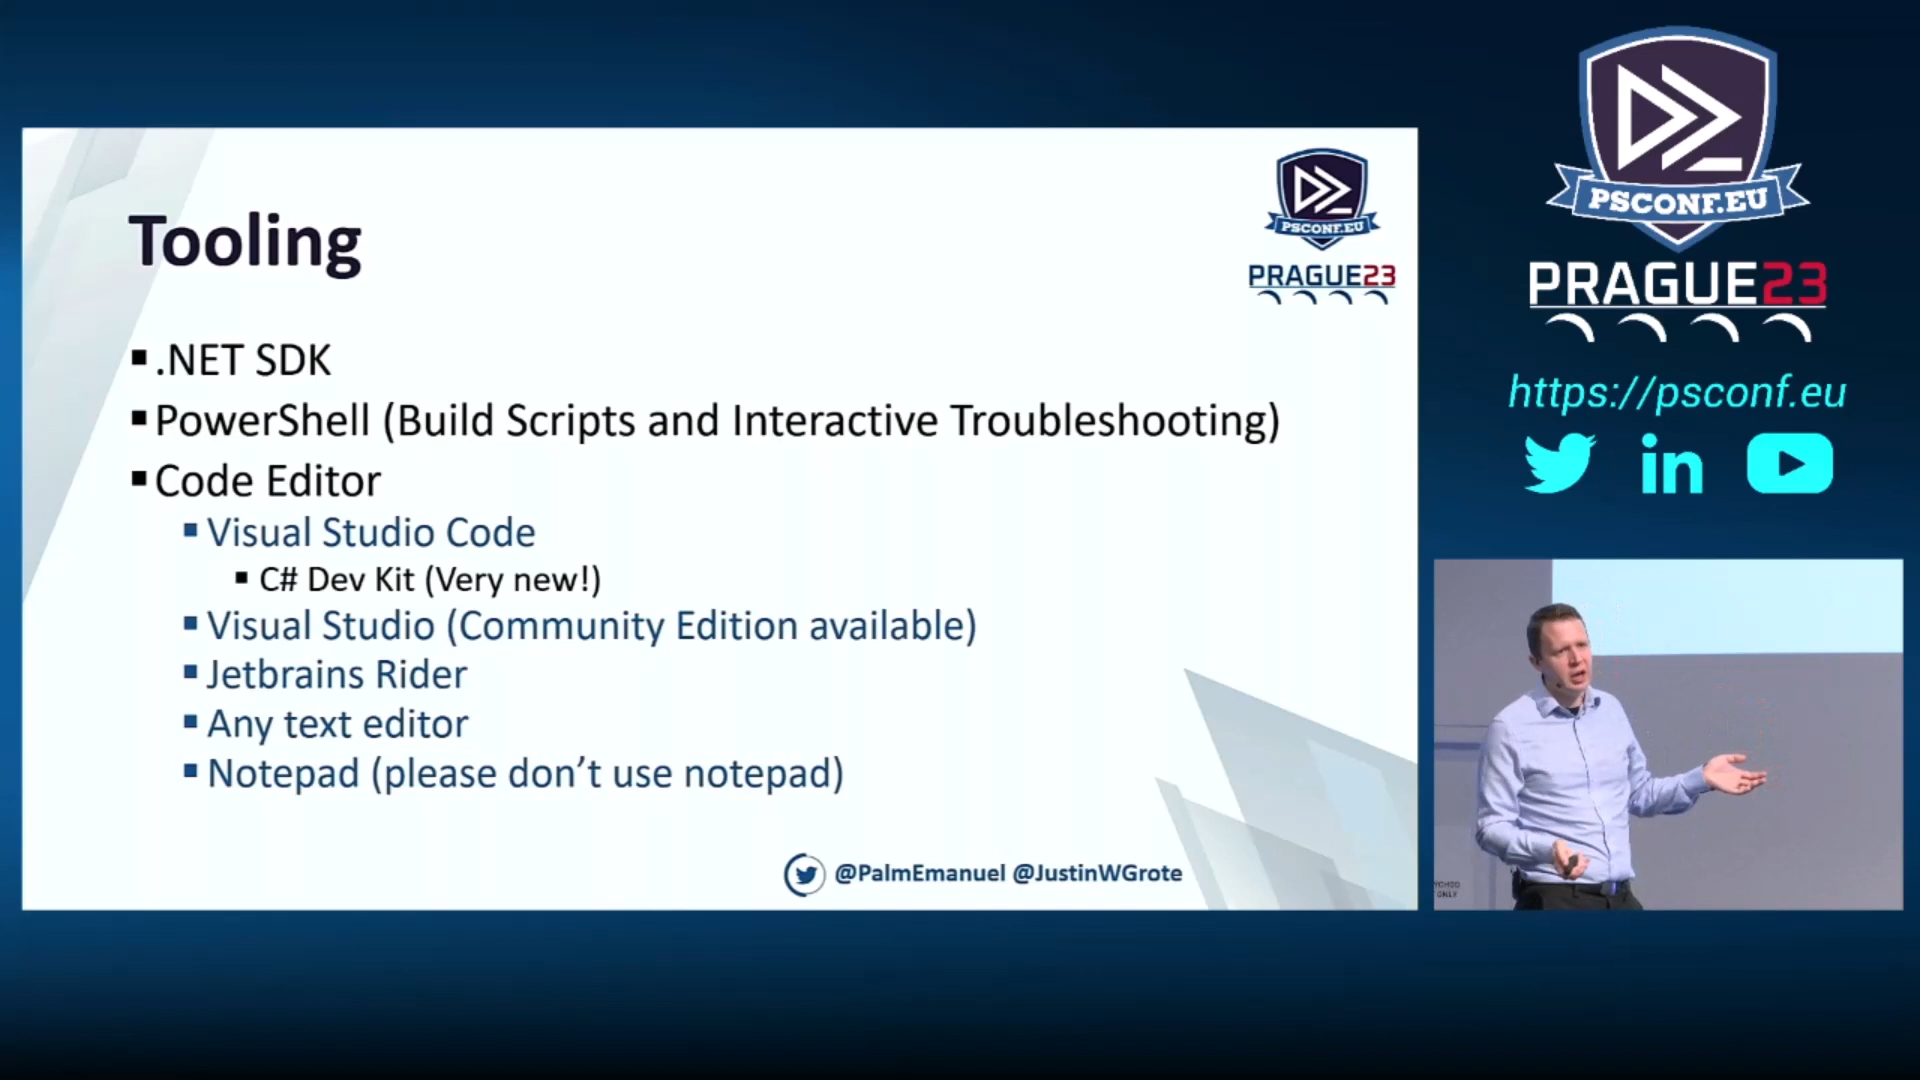 Tooling
PSCONF.EU
PRAGUE23
.NET SDK
PowerShell (Build Scripts and Interactive Troubleshooting)
Code Editor
Visual Studio Code
C# Dev Kit (Very new!)
Visual Studio (Community Edition available)
Jetbrains Rider
Any text editor
Notepad (please don’t use notepad)
@PalmEmanuel @JustinWGrote
PSCONF.EU
PRAGUE23
https://psconf.eu
in
ONLY